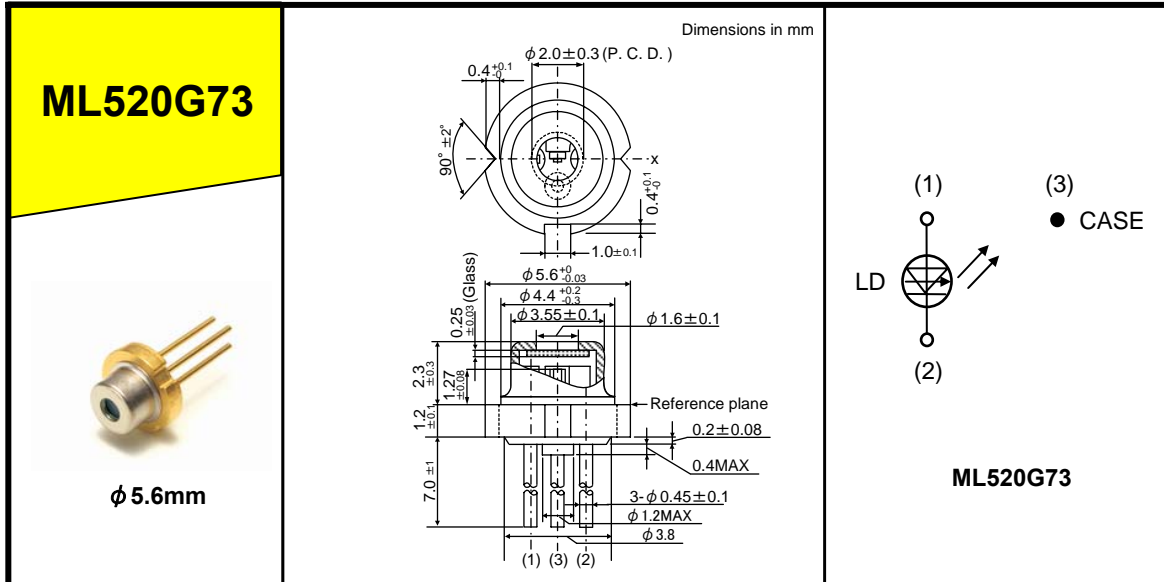 ML520G73
φ5.6mm
Dimensions in mm
φ2.0±0.3 (P. C. D. )
0.4 +0.1 -0
90° ±2°
x
0.4 +0.1 -0
1.0±0.1
φ5.6 +0 -0.03
φ4.4 +0.2 -0.3
φ3.55±0.1
φ1.6±0.1
0.25 ±0.03 (Glass)
2.3 ±0.3
1.27 ±0.08
1.2 ±0.1
Reference plane
0.2±0.08
0.4MAX
7.0 ±1
3-φ0.45±0.1
φ1.2MAX
φ3.8
(1) (3) (2)
(1) (3)
CASE
LD
(2)
ML520G73